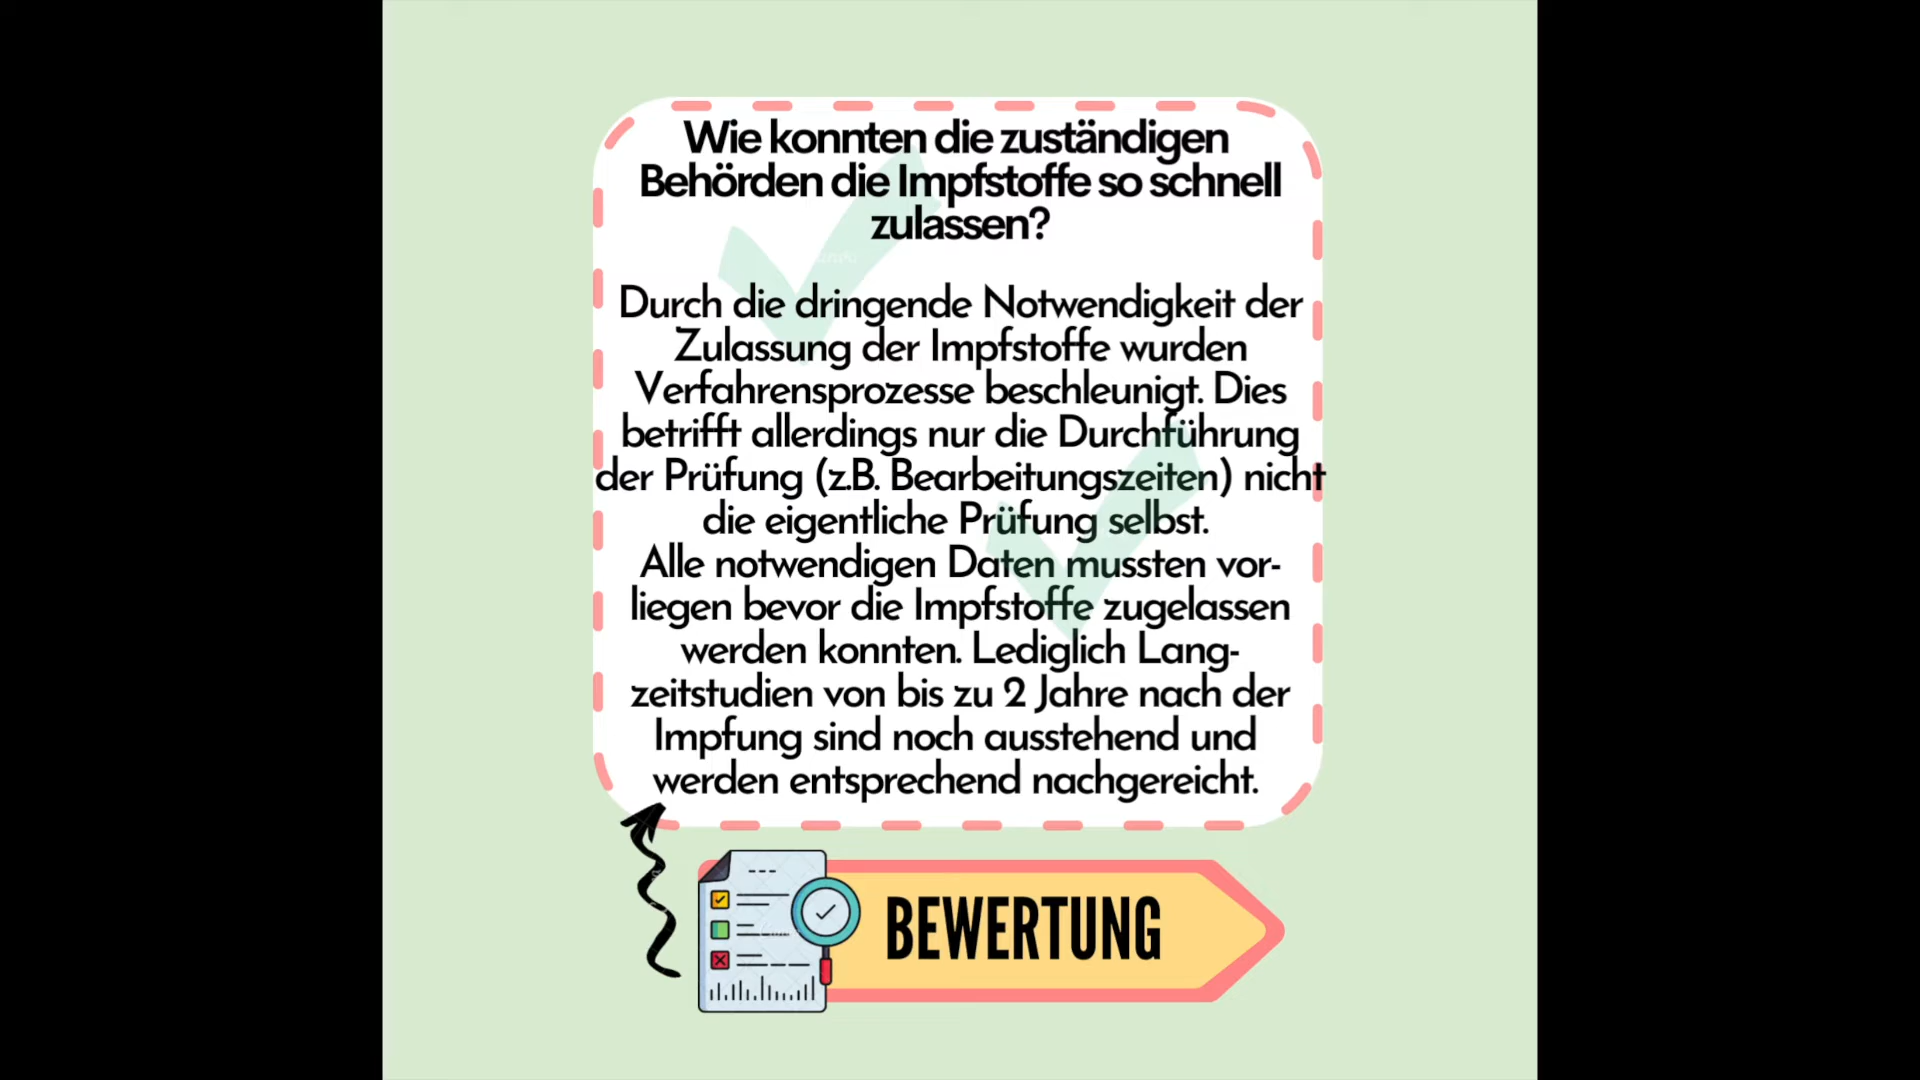 Wie konnten die zuständigen
Behörden die Impfstoffe so schnell
zulassen?
Durch die dringende Notwendigkeit der
Zulassung der Impfstoffe wurden
Verfahrensprozesse beschleunigt. Dies
betrifft allerdings nur die Durchführung
der Prüfung (z.B. Bearbeitungszeiten) nicht
die eigentliche Prüfung selbst.
Alle notwendigen Daten mussten vor-
liegen bevor die Impfstoffe zugelassen
werden konnten. Lediglich Lang-
zeitstudien von bis zu 2 Jahre nach der
Impfung sind noch ausstehend und
werden entsprechend nachgereicht.
BEWERTUNG